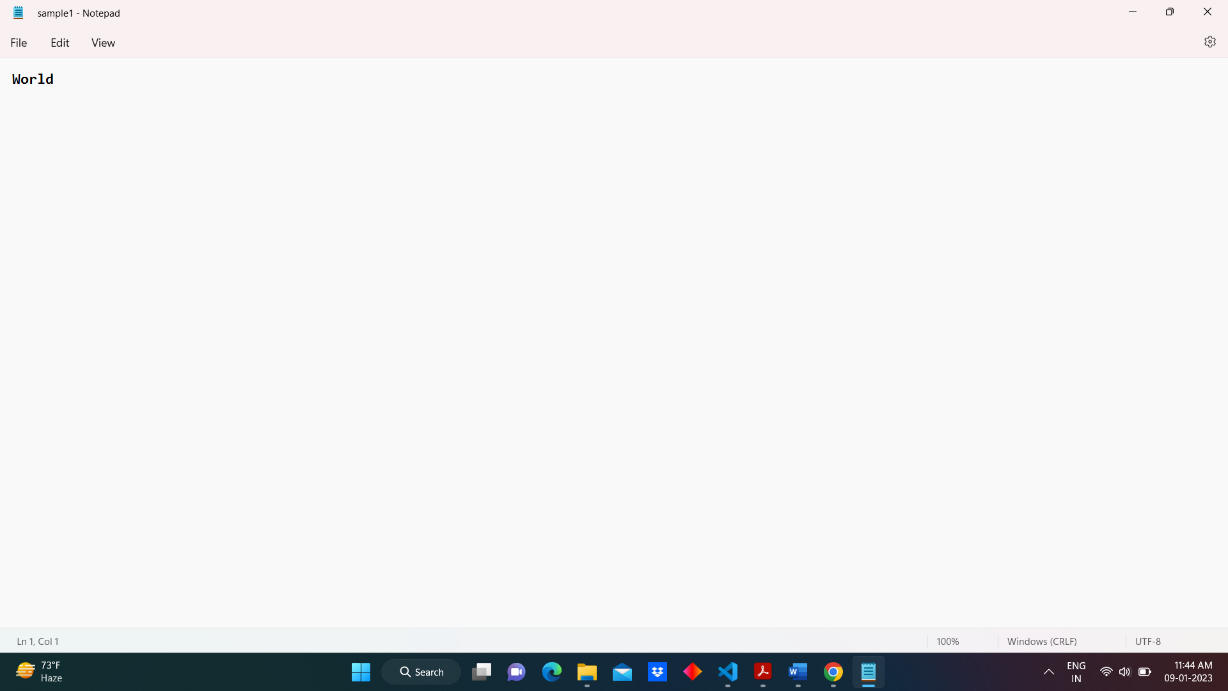 sample1 - Notepad
File Edit View
World
Ln 1, Col 1 100% Windows (CRLF) UTF-8
73°F
Haze
Search
ENG
IN
11:44 AM
09-01-2023